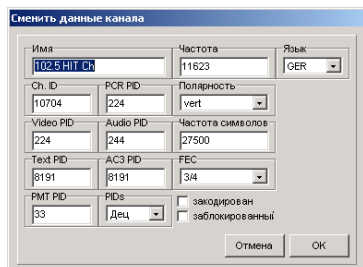 Сменить данные канала
Имя Частота Язык
102.5 HIT Ch 11623 GER
Ch. ID PCR PID Полярность
10704 224 vert
Video PID Audio PID Частота символов
224 244 27500
Text PID AC3 PID FEC
8191 8191 3/4
PMT PID PIDs закодирован
33 Дец заблокированный
Отмена OK